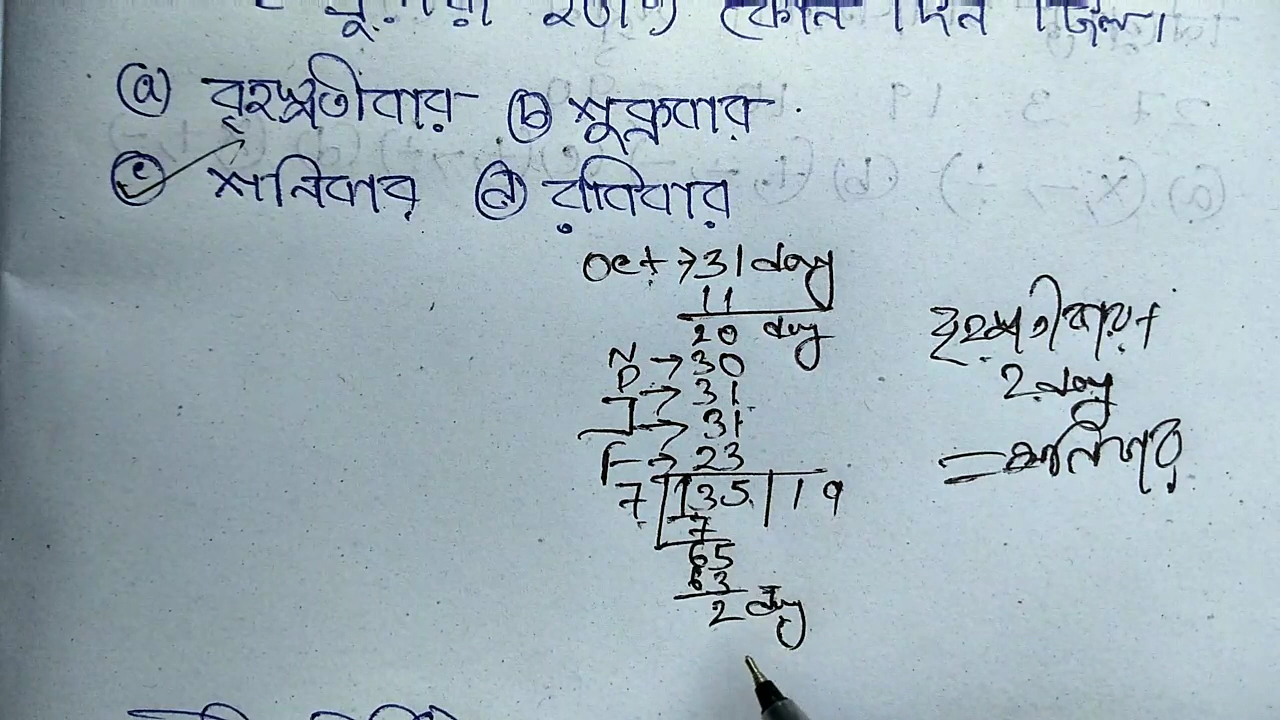 ২০১৭ কোন দিন ছিল।
(a) বৃহস্পতীবার (b) শুক্রবার
(c) শনিবার (d) রবিবার
Oct → 31 day
11
20 day
N → 30
D → 31
J → 31
F → 23
7 135 19
7
65
63
2 day
বৃহস্পতীবার +
2 day
= শনিবার